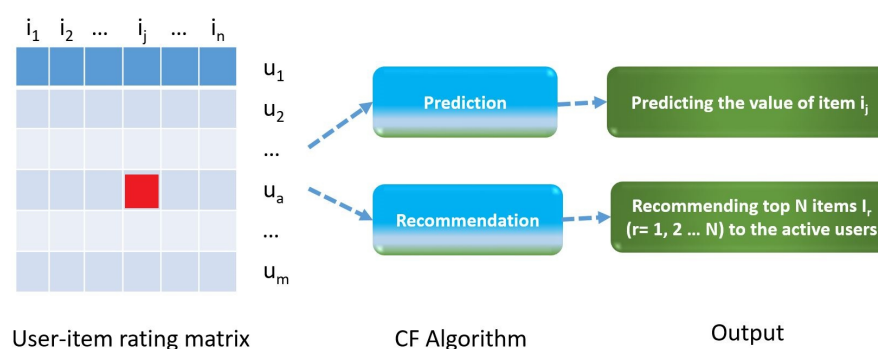 i1 i2 ... ij ... in
u1
u2
...
ua
...
um
Prediction
Predicting the value of item ij
Recommendation
Recommending top N items Ir
(r= 1, 2 ... N) to the active users
User-item rating matrix
CF Algorithm
Output